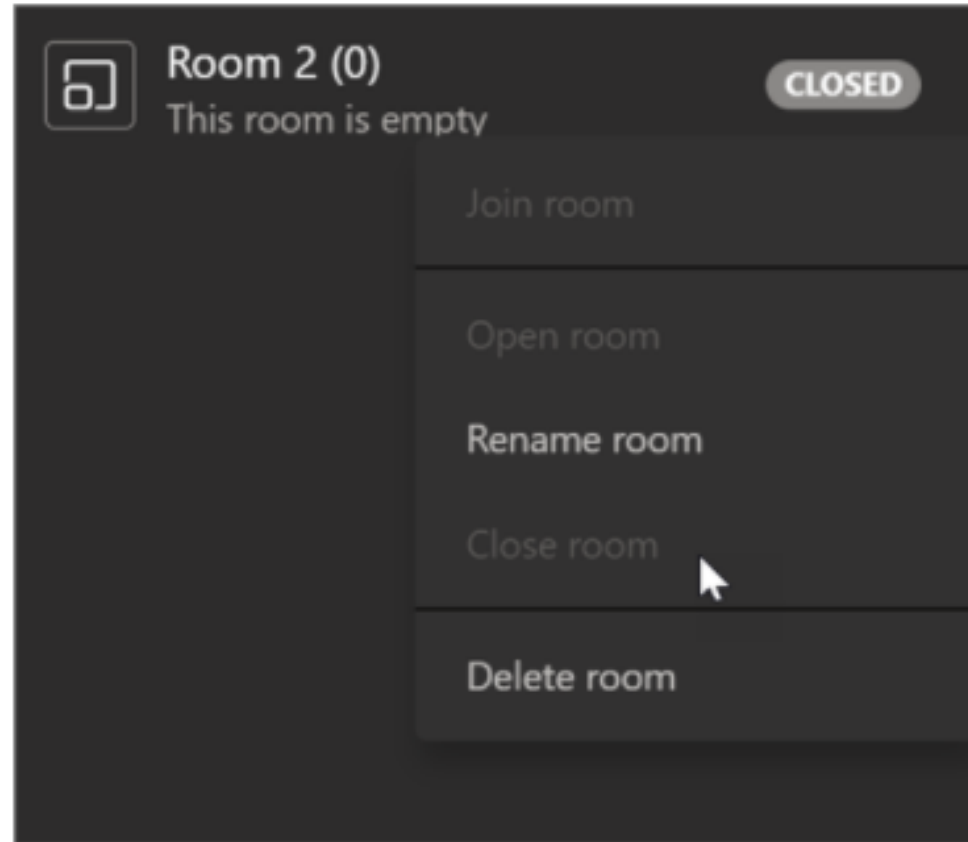 Room 2 (0)
CLOSED
This room is empty
Join room
Open room
Rename room
Close room
Delete room